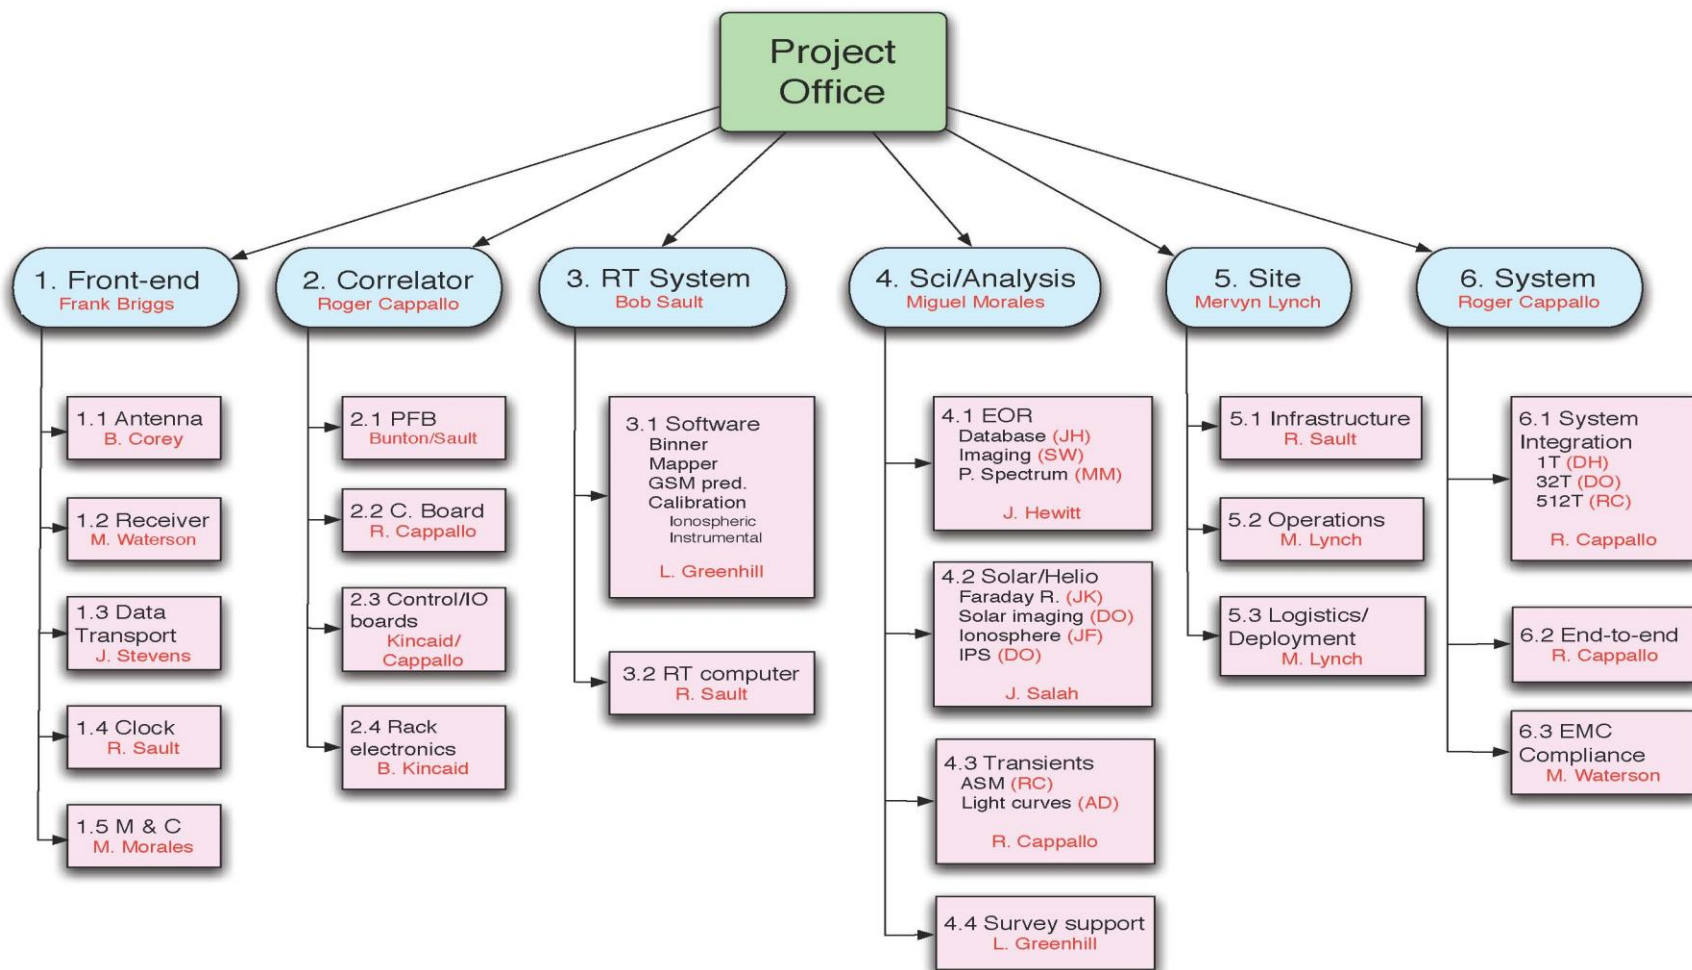 Project
Office
1. Front-end
Frank Briggs
2. Correlator
Roger Cappallo
3. RT System
Bob Sault
4. Sci/Analysis
Miguel Morales
5. Site
Mervyn Lynch
6. System
Roger Cappallo
1.1 Antenna
B. Corey
1.2 Receiver
M. Waterson
1.3 Data
Transport
J. Stevens
1.4 Clock
R. Sault
1.5 M & C
M. Morales
2.1 PFB
Bunton/Sault
2.2 C. Board
R. Cappallo
2.3 Control/IO
boards
Kincaid/
Cappallo
2.4 Rack
electronics
B. Kincaid
3.1 Software
Binner
Mapper
GSM pred.
Calibration
Ionospheric
Instrumental
L. Greenhill
3.2 RT computer
R. Sault
4.1 EOR
Database (JH)
Imaging (SW)
P. Spectrum (MM)
J. Hewitt
4.2 Solar/Helio
Faraday R. (JK)
Solar imaging (DO)
Ionosphere (JF)
IPS (DO)
J. Salah
4.3 Transients
ASM (RC)
Light curves (AD)
R. Cappallo
4.4 Survey support
L. Greenhill
5.1 Infrastructure
R. Sault
5.2 Operations
M. Lynch
5.3 Logistics/
Deployment
M. Lynch
6.1 System
Integration
1T (DH)
32T (DO)
512T (RC)
R. Cappallo
6.2 End-to-end
R. Cappallo
6.3 EMC
Compliance
M. Waterson